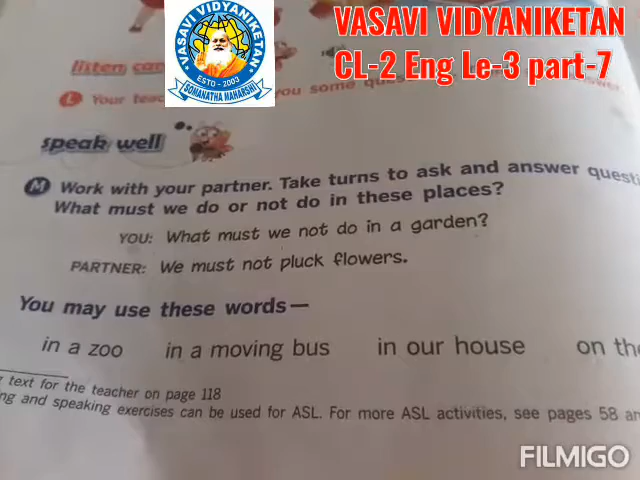 VASAVI VIDYANIKETAN
CL-2 Eng Le-3 part-7
VASAVI VIDYANIKETAN
ESTD - 2003
SOMANATHA MAHARSHI
listen
L Your you some
speak well
M Work with your partner. Take turns to ask and answer
What must we do or not do in these places?
YOU: What must we not do in a garden?
PARTNER: We must not pluck flowers.
You may use these words—
in a zoo in a moving bus in our house on
text for the teacher on page 118
and speaking exercises can be used for ASL. For more ASL activities, see pages 58
FILMIGO